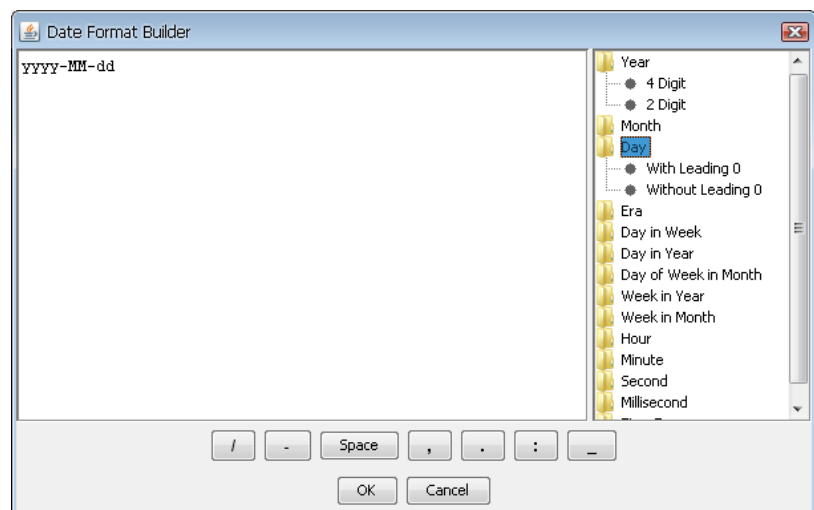 Date Format Builder
yyyy-MM-dd
Year
4 Digit
2 Digit
Month
Day
With Leading 0
Without Leading 0
Era
Day in Week
Day in Year
Day of Week in Month
Week in Year
Week in Month
Hour
Minute
Second
Millisecond
/ - Space , . : _
OK Cancel